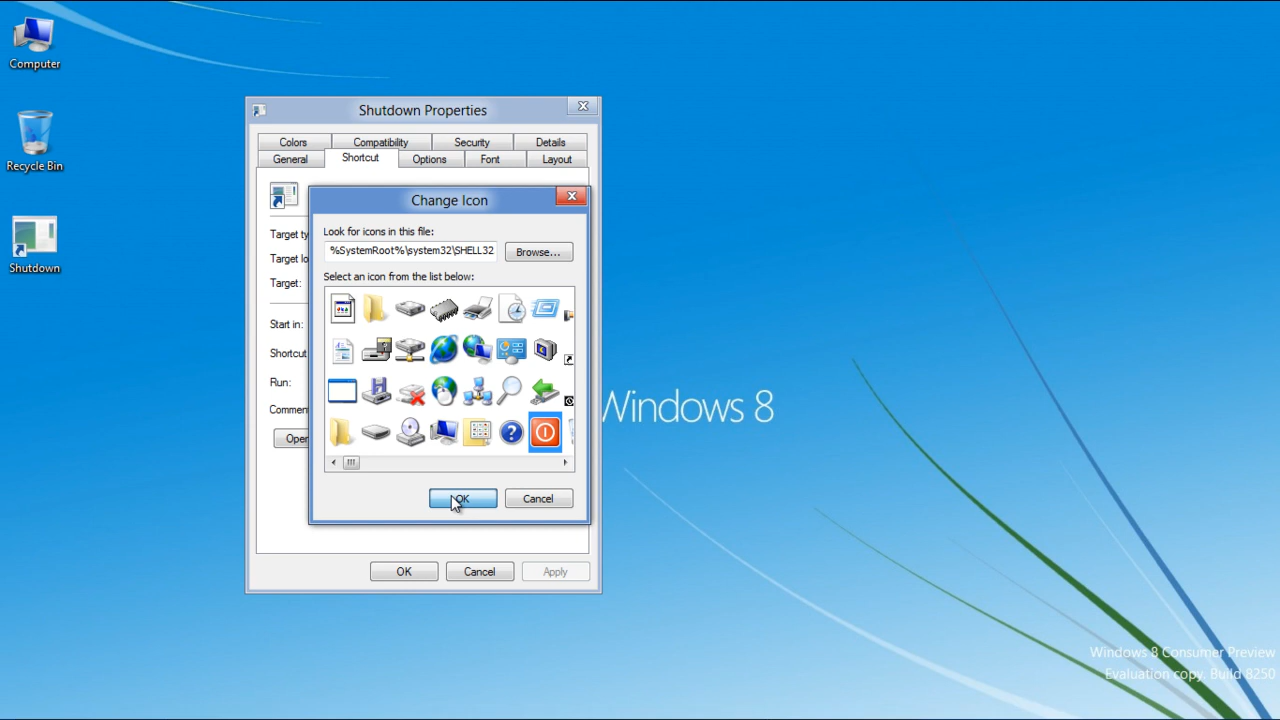 Computer
Recycle Bin
Shutdown
Shutdown Properties
Colors
Compatibility
Security
Details
General
Shortcut
Options
Font
Layout
Target ty
Target lo
Target:
Start in:
Shortcut
Run:
Commen
Open
Change Icon
Look for icons in this file:
%SystemRoot%\system32\SHELL32
Browse...
Select an icon from the list below:
OK
Cancel
OK
Cancel
Apply
Windows 8
Windows 8 Consumer Preview
Evaluation copy. Build 8250